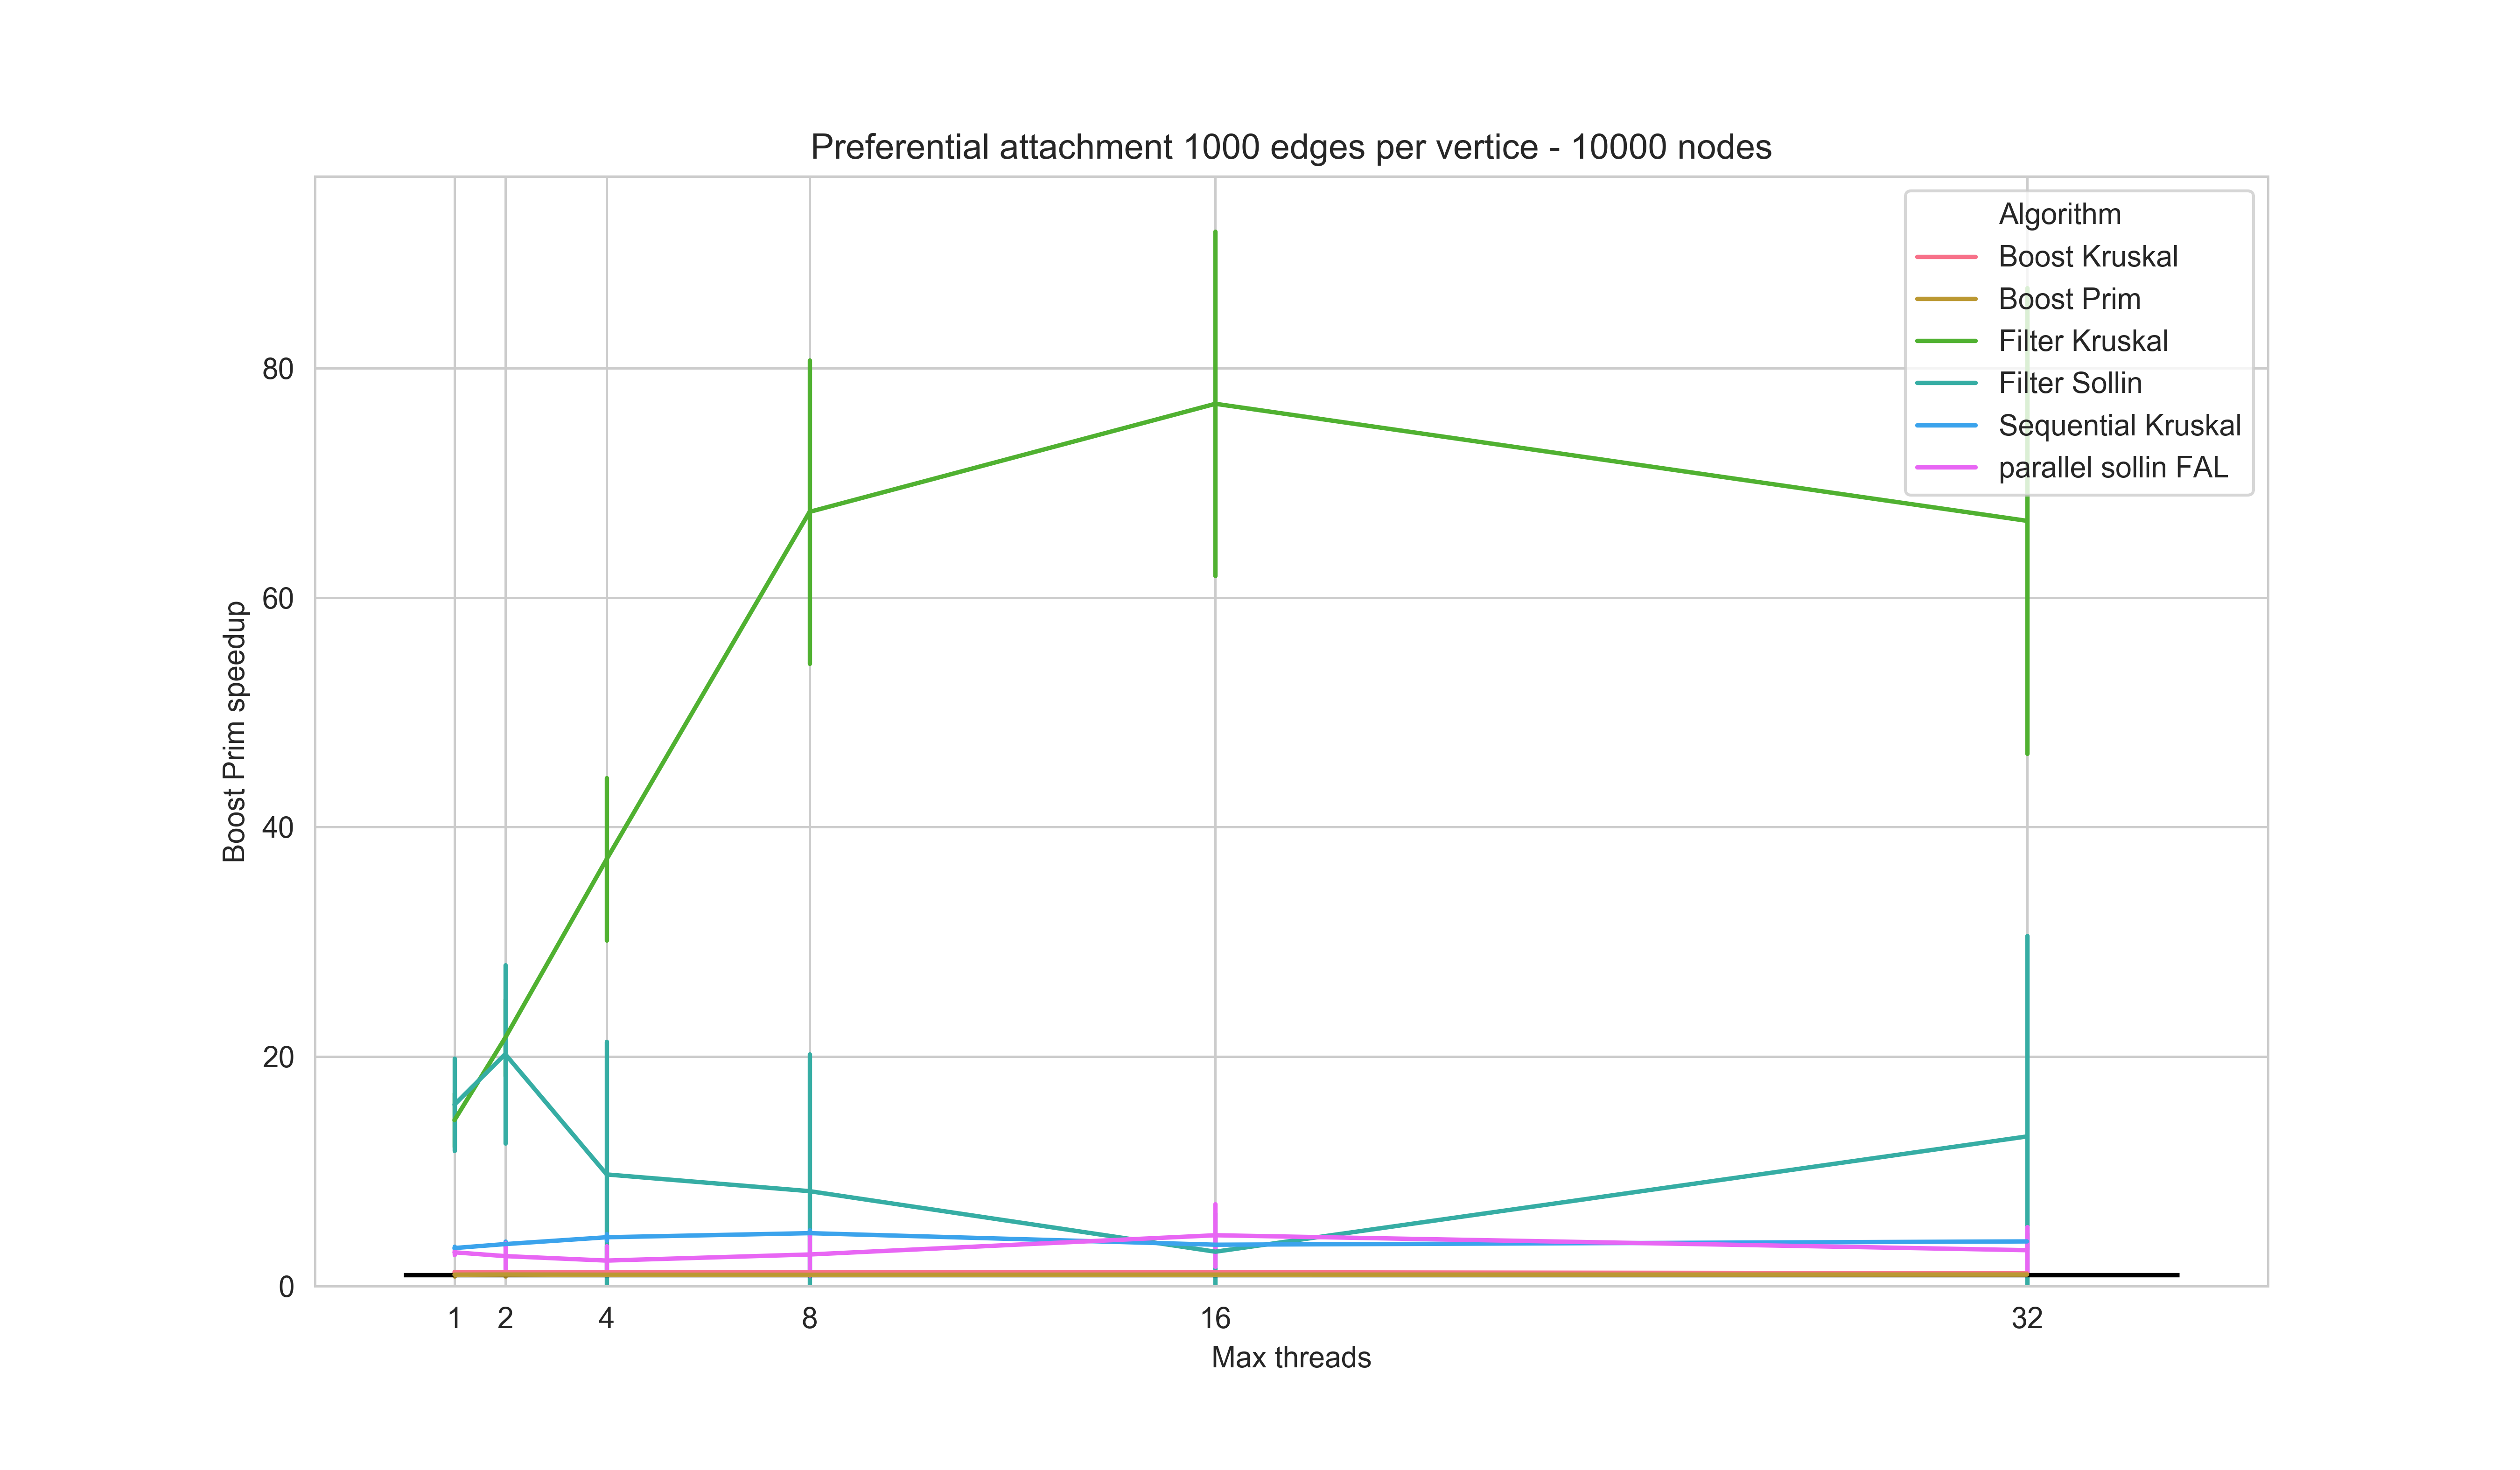 Preferential attachment 1000 edges per vertice - 10000 nodes
Algorithm
Boost Kruskal
Boost Prim
Filter Kruskal
Filter Sollin
Sequential Kruskal
parallel sollin FAL
Boost Prim speedup
80
60
40
20
0
1 2 4 8 16 32
Max threads